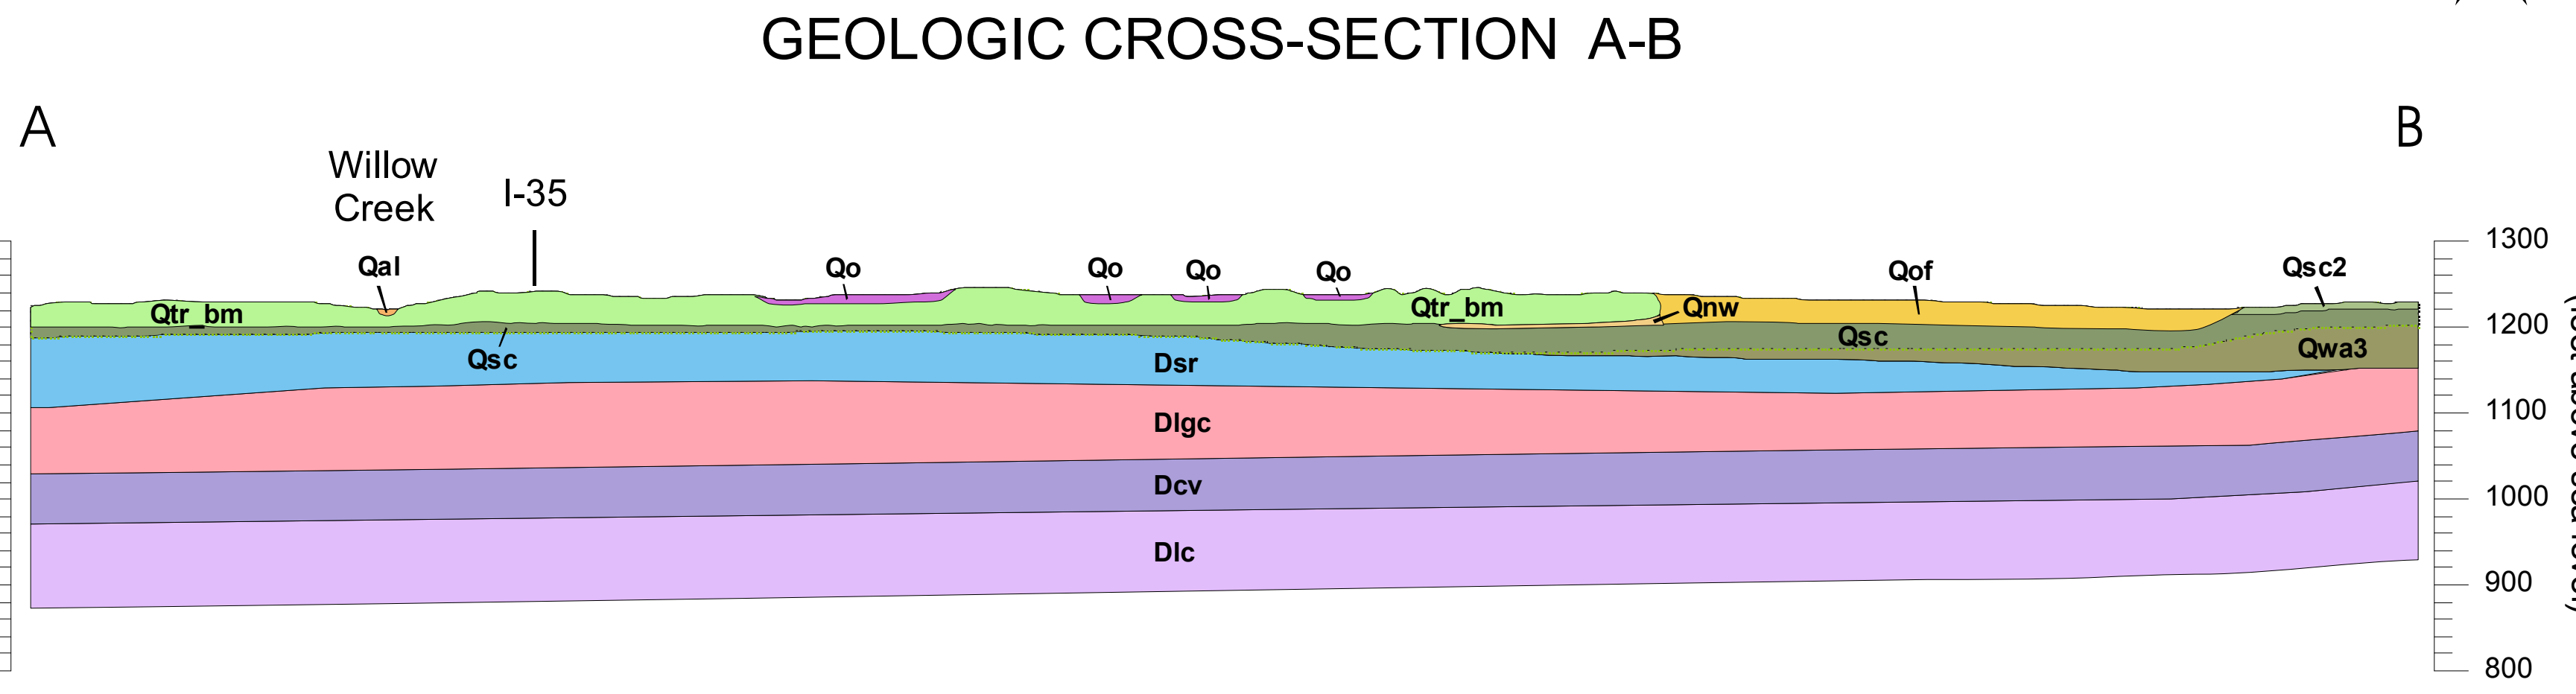 GEOLOGIC CROSS-SECTION A-B
A
B
Willow
Creek
I-35
Qal
Qo
Qo
Qo
Qo
Qof
Qsc2
Qtr_bm
Qtr_bm
Qnw
Qsc
Qsc
Qwa3
Dsr
Dlgc
Dcv
Dlc
1300
1200
1100
1000
900
800